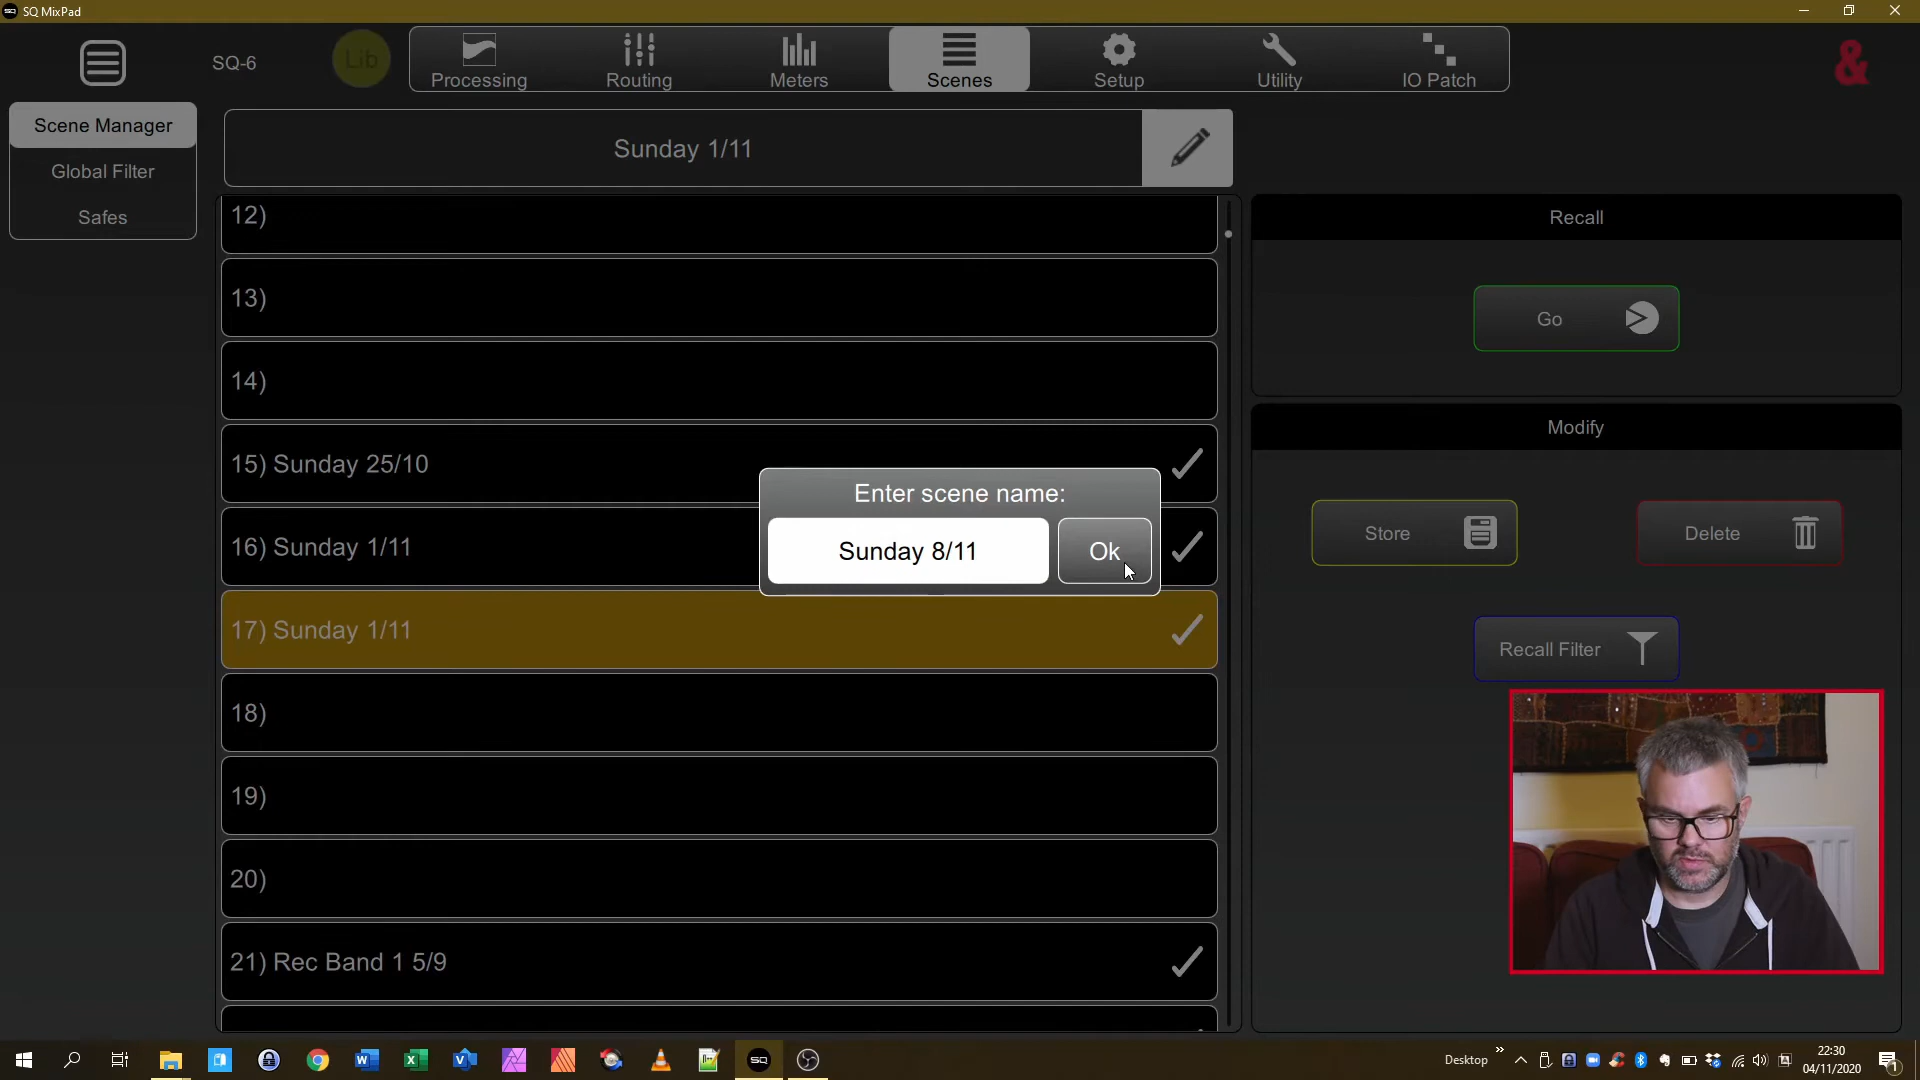 SQ MixPad
SQ-6
Lib
Processing
Routing
Meters
Scenes
Setup
Utility
IO Patch
&
Scene Manager
Global Filter
Safes
Sunday 1/11
12)
13)
14)
15) Sunday 25/10
16) Sunday 1/11
17) Sunday 1/11
18)
19)
20)
21) Rec Band 1 5/9
Enter scene name:
Sunday 8/11
Ok
Recall
Go
Modify
Store
Delete
Recall Filter
Desktop
22:30
04/11/2020